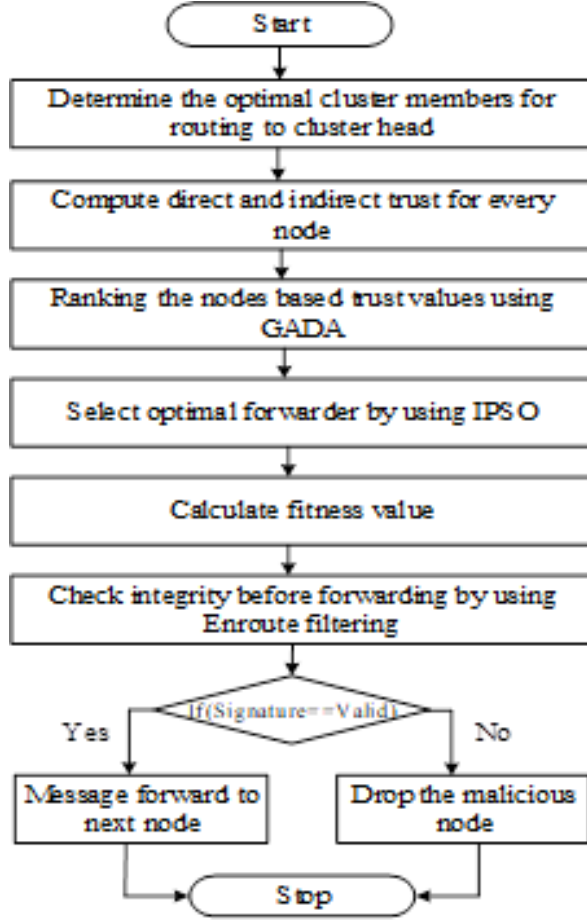 Start
Determine the optimal cluster members for
routing to cluster head
Compute direct and indirect trust for every
node
Ranking the nodes based trust values using
GADA
Select optimal forwarder by using IPSO
Calculate fitness value
Check integrity before forwarding by using
Enroute filtering
If(Signature==Valid)
Yes
No
Message forward to
next node
Drop the malicious
node
Stop